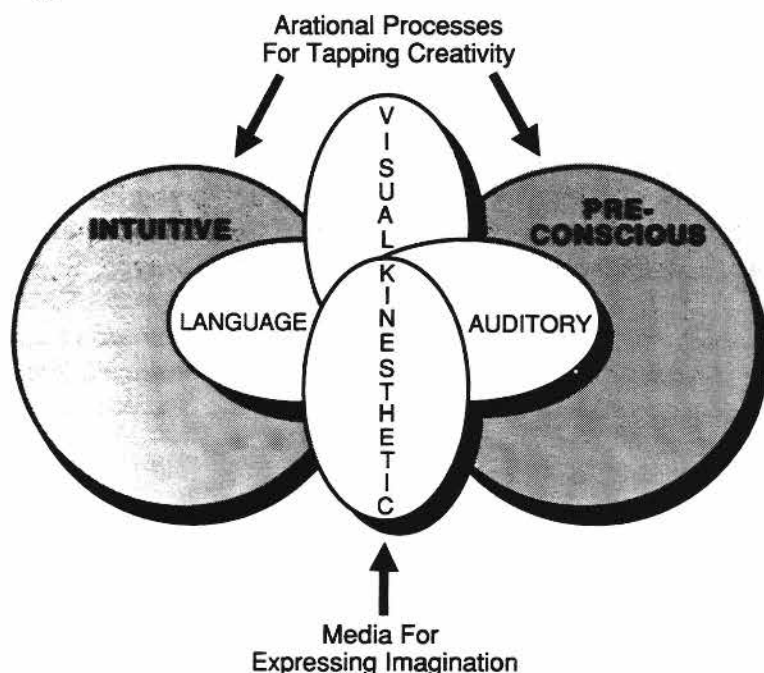 Arational Processes
For Tapping Creativity
VISUAL
INTUITIVE
PRE-
CONSCIOUS
LANGUAGE
KINESTHETIC
AUDITORY
Media For
Expressing Imagination